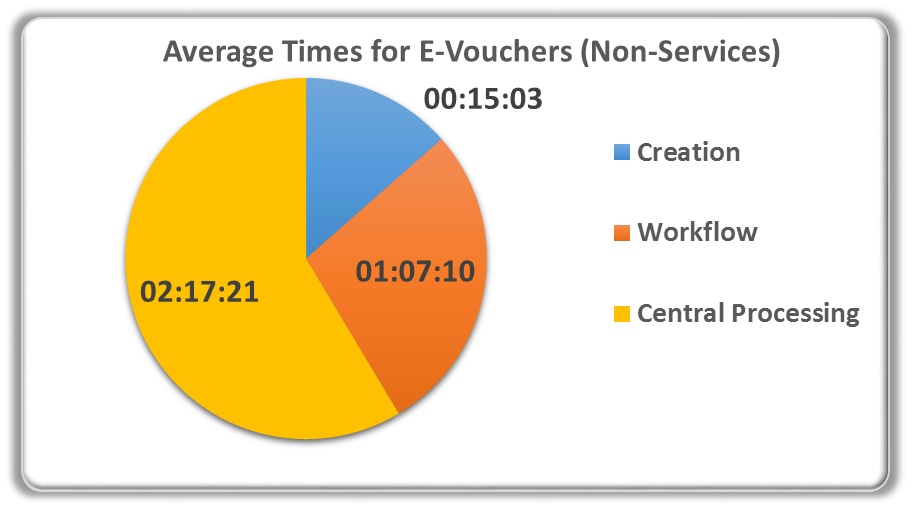 Average Times for E-Vouchers (Non-Services)
00:15:03
01:07:10
02:17:21
Creation
Workflow
Central Processing